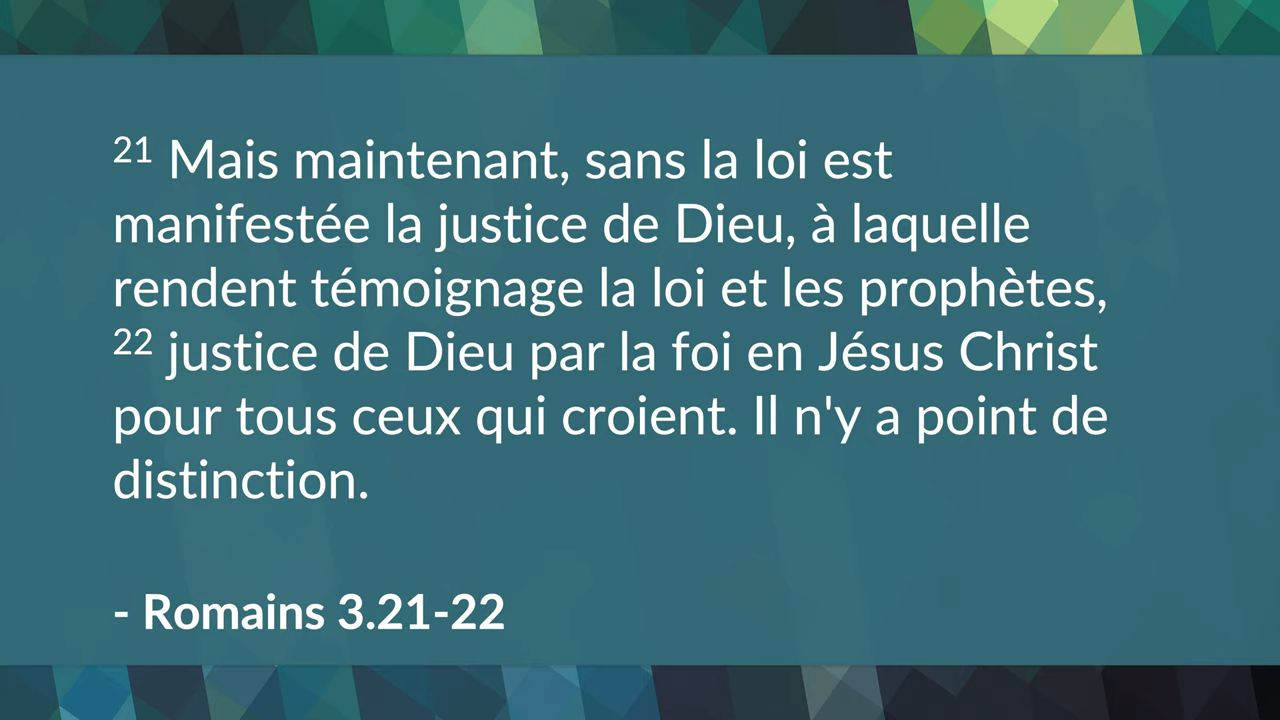 21 Mais maintenant, sans la loi est
manifestée la justice de Dieu, à laquelle
rendent témoignage la loi et les prophètes,
22 justice de Dieu par la foi en Jésus Christ
pour tous ceux qui croient. Il n'y a point de
distinction.
- Romains 3.21-22